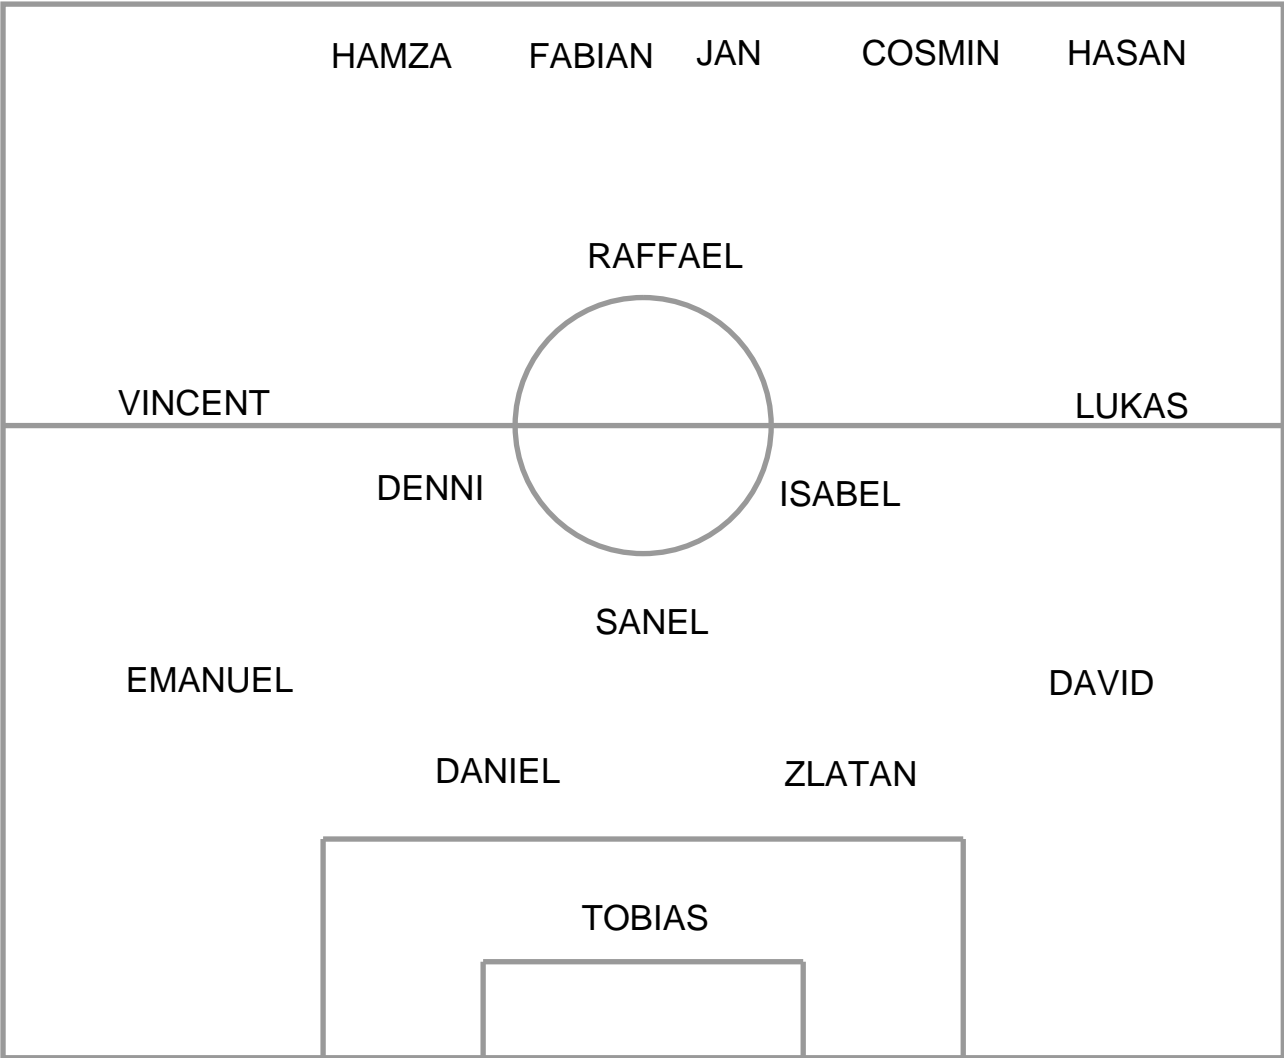 HAMZA FABIAN JAN COSMIN HASAN
RAFFAEL
VINCENT LUKAS
DENNI ISABEL
SANEL
EMANUEL DAVID
DANIEL ZLATAN
TOBIAS